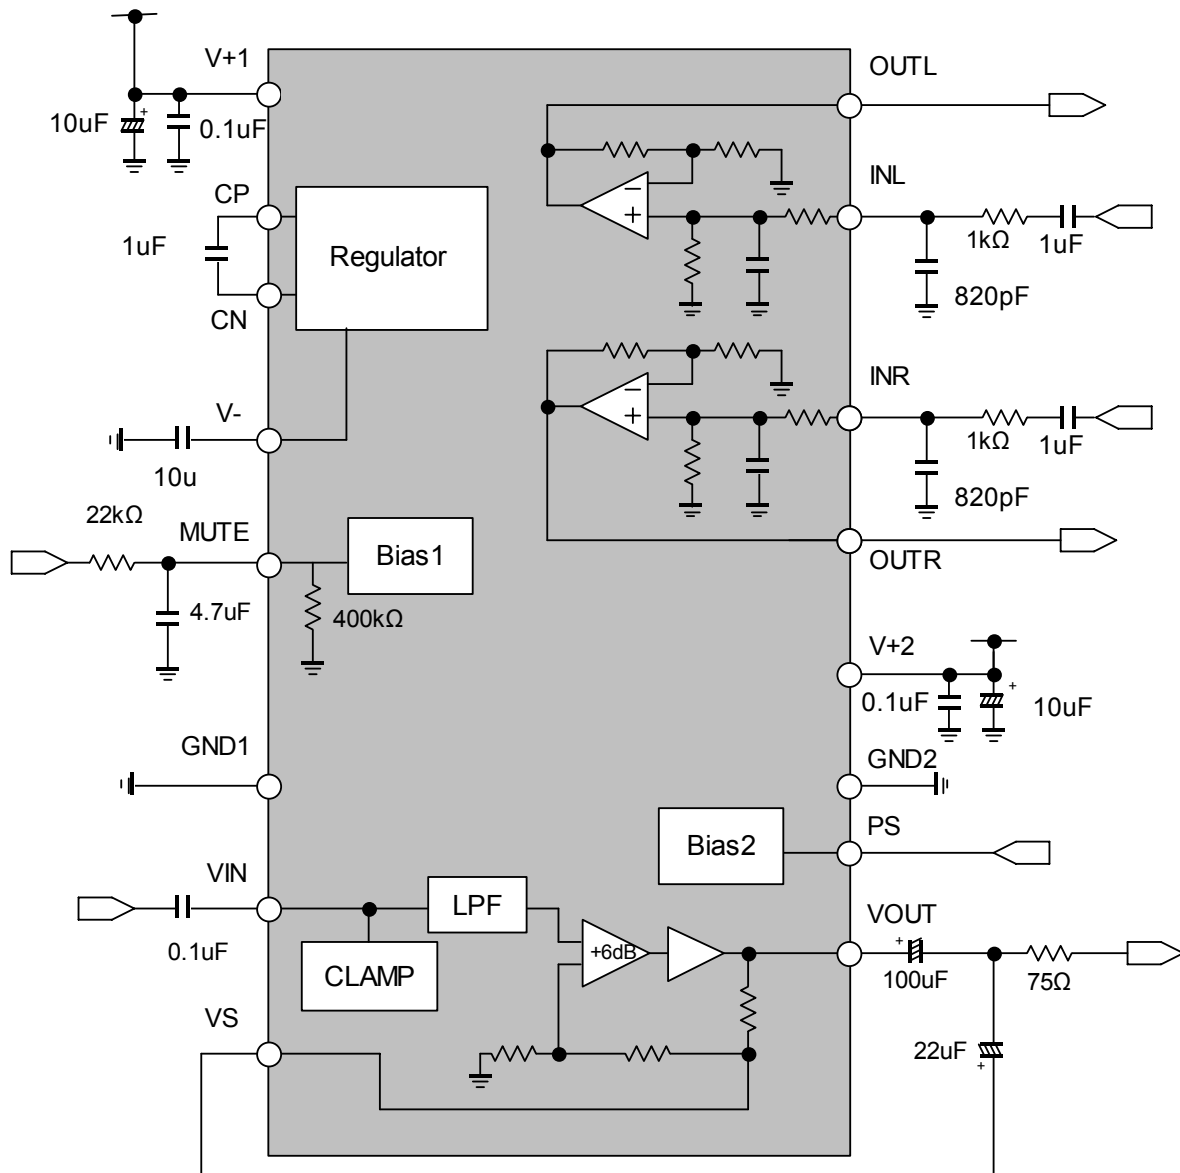 V+1
OUTL
10uF
+
0.1uF
CP
INL
1uF
Regulator
−
+
1kΩ
1uF
CN
820pF
V-
INR
−
+
1kΩ
1uF
10u
820pF
22kΩ
MUTE
Bias1
OUTR
4.7uF
400kΩ
V+2
0.1uF
+
10uF
GND1
GND2
PS
Bias2
VIN
LPF
VOUT
0.1uF
CLAMP
+6dB
+
100uF
75Ω
VS
22uF
+